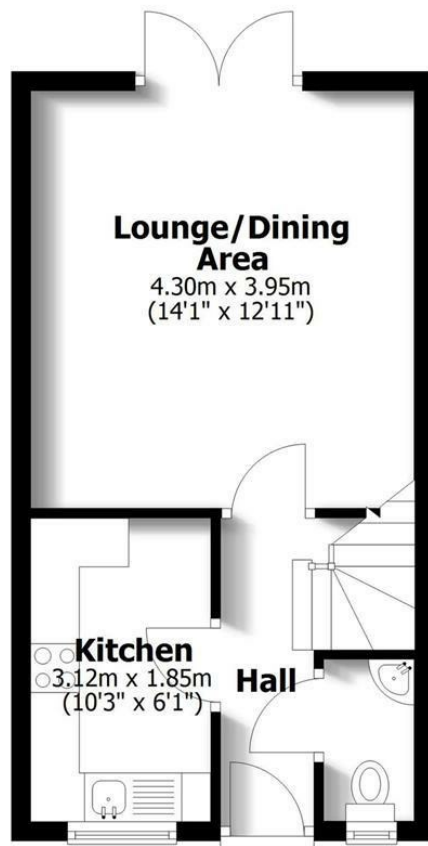 Lounge/Dining
Area
4.30m x 3.95m
(14'1" x 12'11")
Kitchen
3.12m x 1.85m
(10'3" x 6'1")
Hall